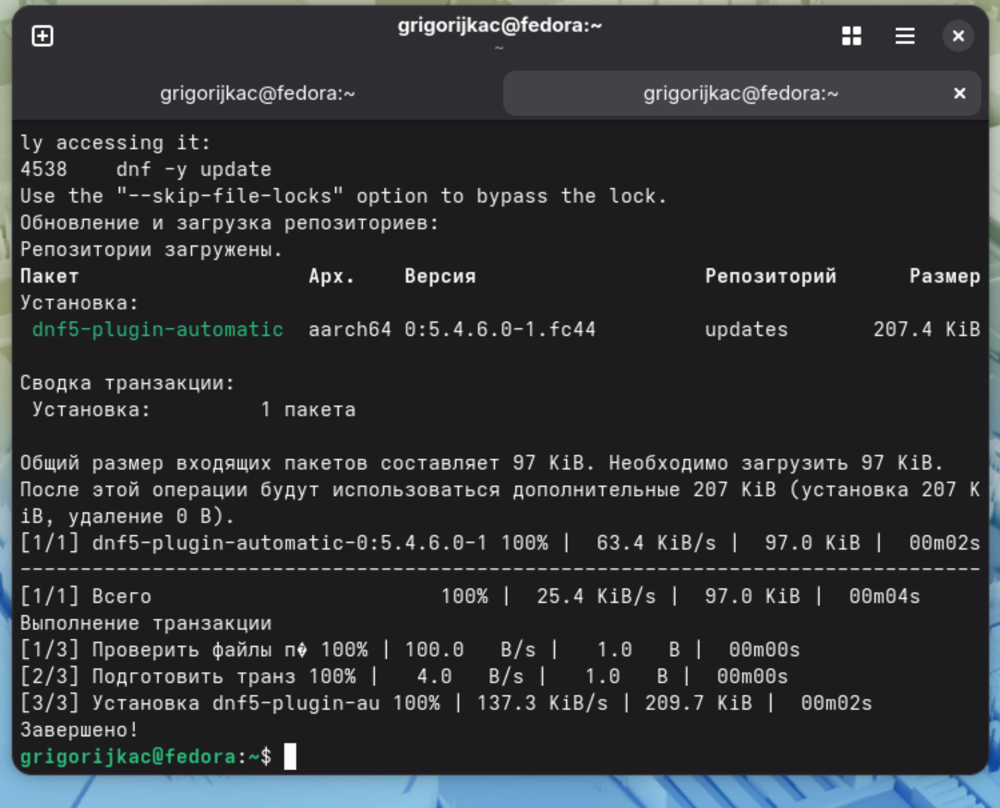 grigorijkac@fedora:~
~
grigorijkac@fedora:~ grigorijkac@fedora:~
ly accessing it:
4538    dnf -y update
Use the "--skip-file-locks" option to bypass the lock.
Обновление и загрузка репозиториев:
Репозитории загружены.
Пакет                   Арх.    Версия                   Репозиторий      Размер
Установка:
 dnf5-plugin-automatic  aarch64 0:5.4.6.0-1.fc44         updates       207.4 KiB
Сводка транзакции:
 Установка:         1 пакета
Общий размер входящих пакетов составляет 97 KiB. Необходимо загрузить 97 KiB.
После этой операции будут использоваться дополнительные 207 KiB (установка 207 K
iB, удаление 0 B).
[1/1] dnf5-plugin-automatic-0:5.4.6.0-1 100% |  63.4 KiB/s |  97.0 KiB |  00m02s
--------------------------------------------------------------------------------
[1/1] Всего                        100% |  25.4 KiB/s |  97.0 KiB |  00m04s
Выполнение транзакции
[1/3] Проверить файлы п� 100% | 100.0   B/s |   1.0   B |  00m00s
[2/3] Подготовить транз 100% |   4.0   B/s |   1.0   B |  00m00s
[3/3] Установка dnf5-plugin-au 100% | 137.3 KiB/s | 209.7 KiB |  00m02s
Завершено!
grigorijkac@fedora:~$